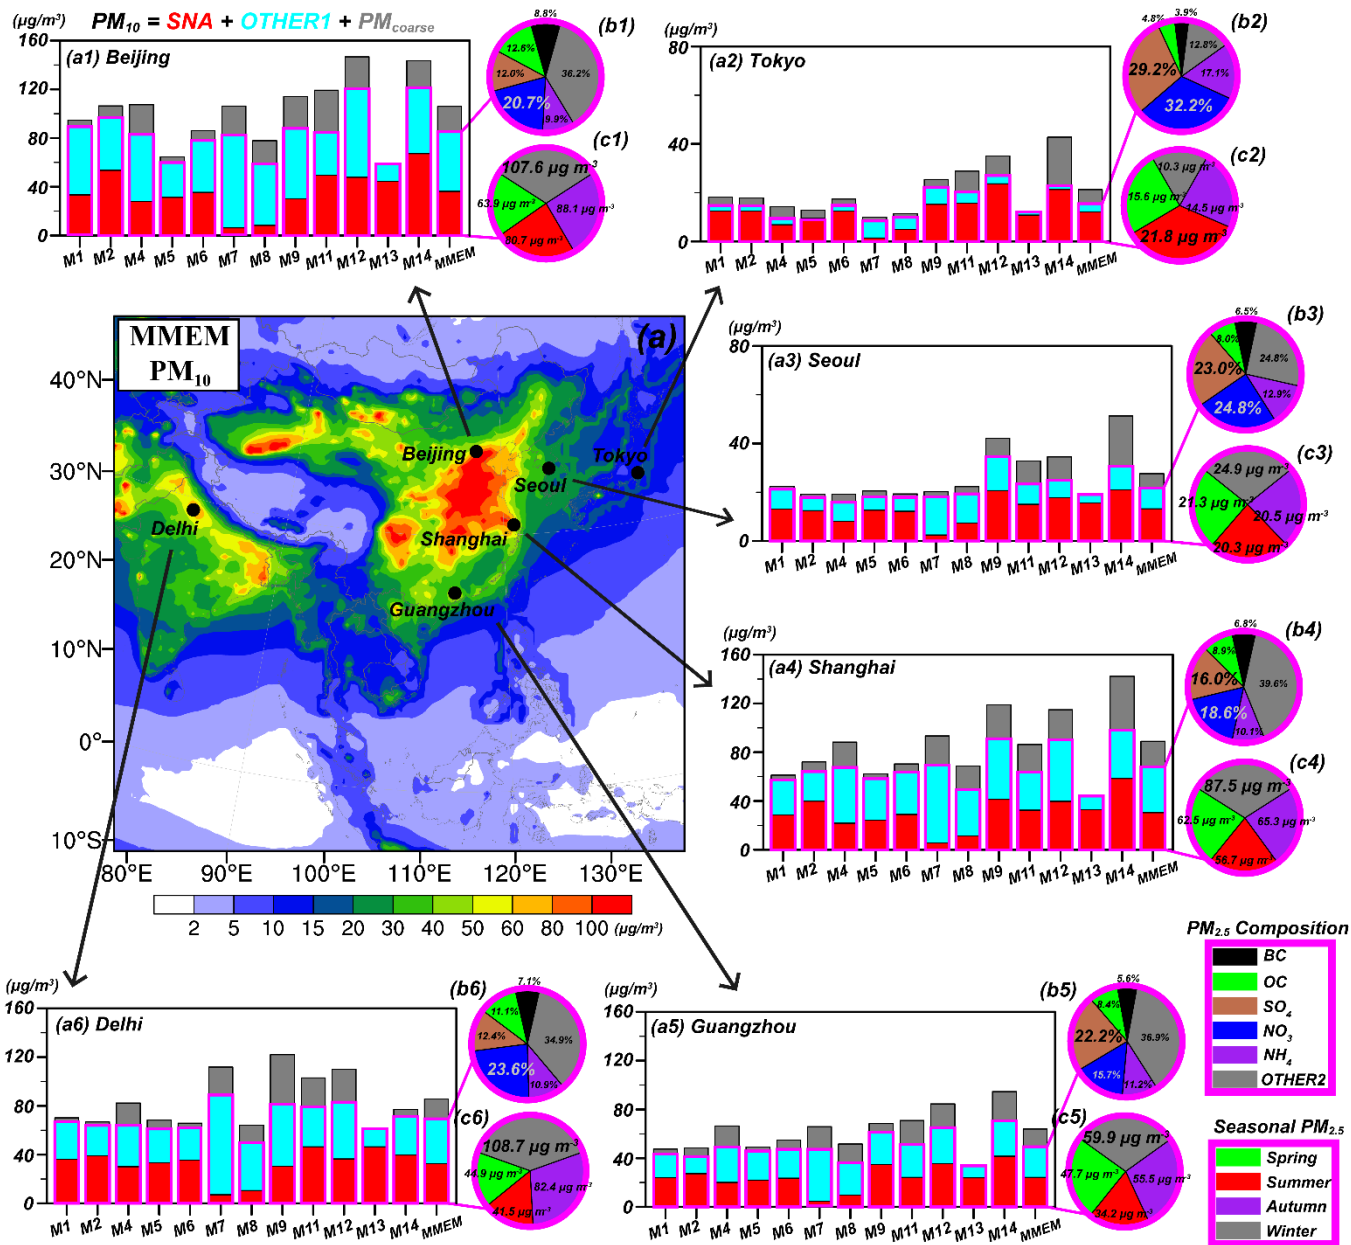 (μg/m³)
PM10 = SNA + OTHER1 + PMcoarse
160
120
80
40
0
(a1) Beijing
M1 M2 M4 M5 M6 M7 M8 M9 M11 M12 M13 M14 MMEM
(b1)
8.8%
12.6%
36.2%
12.0%
20.7%
9.9%
(c1)
107.6 μg m-3
63.9 μg m-3
88.1 μg m-3
80.7 μg m-3
(μg/m³)
80
40
0
(a2) Tokyo
M1 M2 M4 M5 M6 M7 M8 M9 M11 M12 M13 M14 MMEM
(b2)
3.9%
4.8%
12.8%
29.2%
17.1%
32.2%
(c2)
10.3 μg m-3
15.6 μg m-3
14.5 μg m-3
21.8 μg m-3
MMEM
PM10
(a)
40°N
30°N
20°N
10°N
0°
10°S
80°E 90°E 100°E 110°E 120°E 130°E
Beijing
Tokyo
Seoul
Delhi
Shanghai
Guangzhou
2 5 10 15 20 30 40 50 60 80 100 (μg/m³)
(μg/m³)
80
40
0
(a3) Seoul
M1 M2 M4 M5 M6 M7 M8 M9 M11 M12 M13 M14 MMEM
(b3)
6.5%
8.0%
24.8%
23.0%
12.9%
24.8%
(c3)
24.9 μg m-3
21.3 μg m-3
20.5 μg m-3
20.3 μg m-3
(μg/m³)
160
120
80
40
0
(a4) Shanghai
M1 M2 M4 M5 M6 M7 M8 M9 M11 M12 M13 M14 MMEM
(b4)
6.8%
8.9%
39.6%
16.0%
18.6%
10.1%
(c4)
87.5 μg m-3
62.5 μg m-3
65.3 μg m-3
56.7 μg m-3
(μg/m³)
160
120
80
40
0
(a6) Delhi
M1 M2 M4 M5 M6 M7 M8 M9 M11 M12 M13 M14 MMEM
(b6)
7.1%
11.1%
34.9%
12.4%
23.6%
10.9%
(c6)
108.7 μg m-3
44.9 μg m-3
82.4 μg m-3
41.5 μg m-3
(μg/m³)
160
120
80
40
0
(a5) Guangzhou
M1 M2 M4 M5 M6 M7 M8 M9 M11 M12 M13 M14 MMEM
(b5)
5.6%
8.4%
36.9%
22.2%
15.7%
11.2%
(c5)
59.9 μg m-3
47.7 μg m-3
55.5 μg m-3
34.2 μg m-3
PM2.5 Composition
BC
OC
SO4
NO3
NH4
OTHER2
Seasonal PM2.5
Spring
Summer
Autumn
Winter